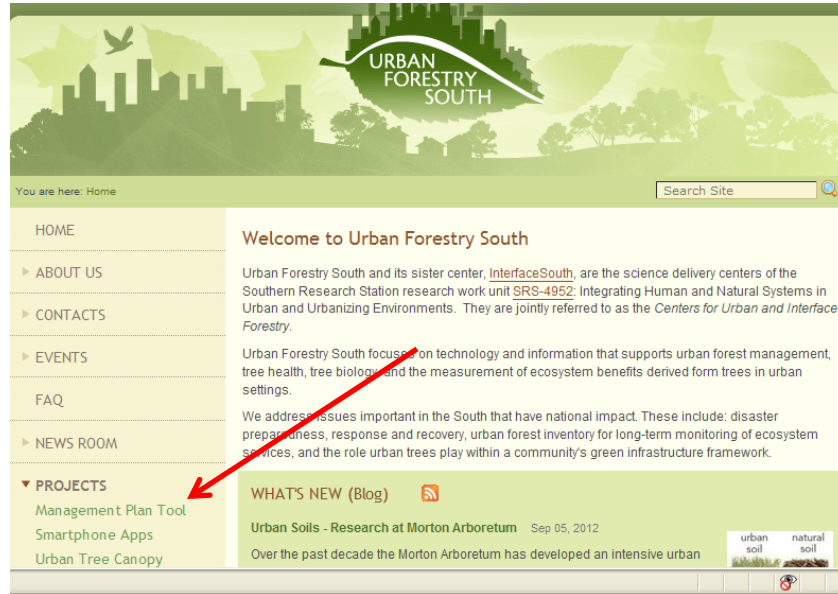 URBAN
FORESTRY
SOUTH
You are here: Home
Search Site
HOME
ABOUT US
CONTACTS
EVENTS
FAQ
NEWS ROOM
PROJECTS
Management Plan Tool
Smartphone Apps
Urban Tree Canopy
Welcome to Urban Forestry South
Urban Forestry South and its sister center, InterfaceSouth, are the science delivery centers of the
Southern Research Station research work unit SRS-4952: Integrating Human and Natural Systems in
Urban and Urbanizing Environments. They are jointly referred to as the Centers for Urban and Interface
Forestry.
Urban Forestry South focuses on technology and information that supports urban forest management,
tree health, tree biology, and the measurement of ecosystem benefits derived form trees in urban
settings.
We address issues important in the South that have national impact. These include: disaster
preparedness, response and recovery, urban forest inventory for long-term monitoring of ecosystem
services, and the role urban trees play within a community's green infrastructure framework.
WHAT'S NEW (Blog)
Urban Soils - Research at Morton Arboretum Sep 05, 2012
Over the past decade the Morton Arboretum has developed an intensive urban
urban soil
natural soil